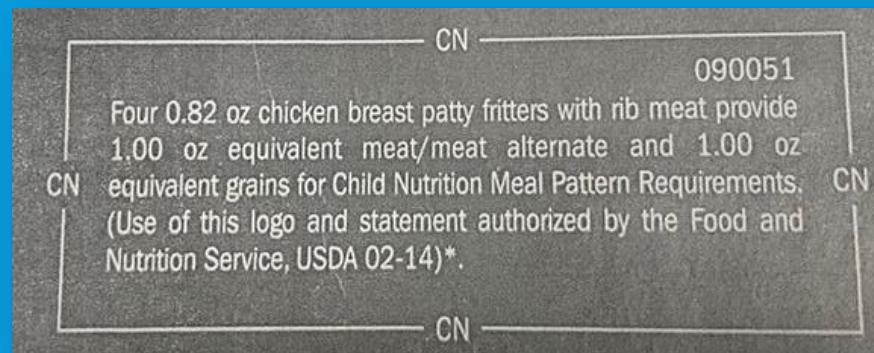 CN
090051
Four 0.82 oz chicken breast patty fritters with rib meat provide
1.00 oz equivalent meat/meat alternate and 1.00 oz
CN equivalent grains for Child Nutrition Meal Pattern Requirements. CN
(Use of this logo and statement authorized by the Food and
Nutrition Service, USDA 02-14)*.
CN